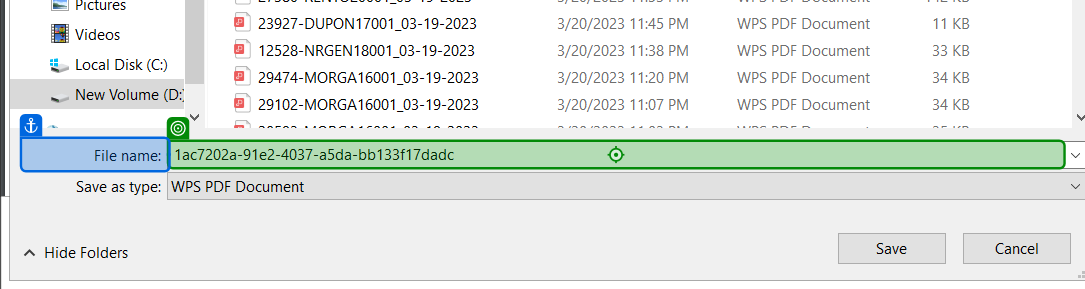 Pictures
23927-DUPON17001_03-19-2023 3/20/2023 11:45 PM WPS PDF Document 11 KB
Videos
12528-NRGEN18001_03-19-2023 3/20/2023 11:38 PM WPS PDF Document 33 KB
Local Disk (C:)
29474-MORGA16001_03-19-2023 3/20/2023 11:20 PM WPS PDF Document 34 KB
New Volume (D:
29102-MORGA16001_03-19-2023 3/20/2023 11:07 PM WPS PDF Document 34 KB
File name: 1ac7202a-91e2-4037-a5da-bb133f17dadc
Save as type: WPS PDF Document
Hide Folders
Save
Cancel